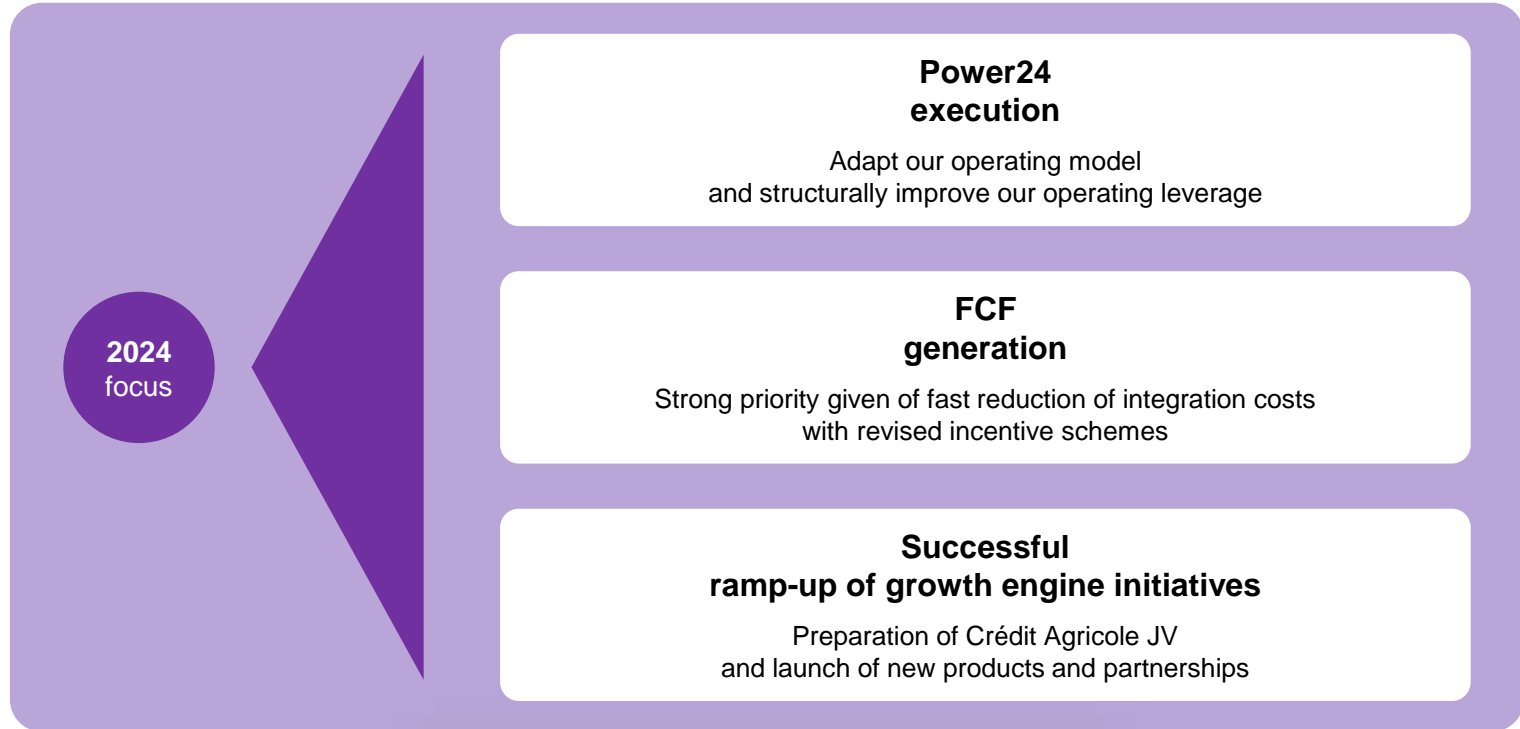 2024
focus
Power24
execution
Adapt our operating model
and structurally improve our operating leverage
FCF
generation
Strong priority given of fast reduction of integration costs
with revised incentive schemes
Successful
ramp-up of growth engine initiatives
Preparation of Crédit Agricole JV
and launch of new products and partnerships